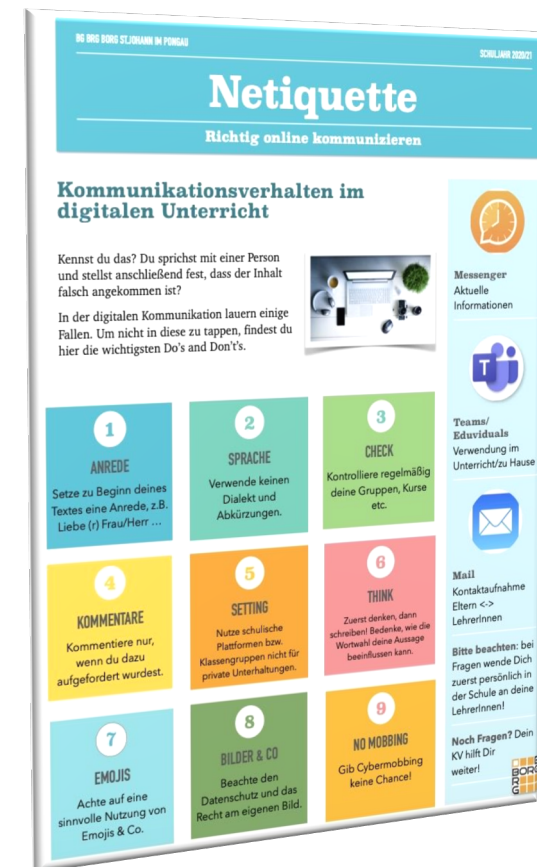 BG BRG BORG ST.JOHANN IM PONGAU
SCHULJAHR 2020/21
Netiquette
Richtig online kommunizieren
Kommunikationsverhalten im
digitalen Unterricht
Kennst du das? Du sprichst mit einer Person
und stellst anschließend fest, dass der Inhalt
falsch angekommen ist?
In der digitalen Kommunikation lauern einige
Fallen. Um nicht in diese zu tappen, findest du
hier die wichtigsten Do's and Don't's.
1
ANREDE
Setze zu Beginn deines
Textes eine Anrede, z.B.
Liebe (r) Frau/Herr ...
2
SPRACHE
Verwende keinen
Dialekt und
Abkürzungen.
3
CHECK
Kontrolliere regelmäßig
deine Gruppen, Kurse
etc.
4
KOMMENTARE
Kommentiere nur,
wenn du dazu
aufgefordert wurdest.
5
SETTING
Nutze schulische
Plattformen bzw.
Klassengruppen nicht für
private Unterhaltungen.
6
THINK
Zuerst denken, dann
schreiben! Bedenke, wie die
Wortwahl deine Aussage
beeinflussen kann.
7
EMOJIS
Achte auf eine
sinnvolle Nutzung von
Emojis & Co.
8
BILDER & CO
Beachte den
Datenschutz und das
Recht am eigenen Bild.
9
NO MOBBING
Gib Cybermobbing
keine Chance!
Messenger
Aktuelle
Informationen
T
Teams/
Eduviduals
Verwendung im
Unterricht/zu Hause
Mail
Kontaktaufnahme
Eltern <->
LehrerInnen
Bitte beachten: bei
Fragen wende Dich
zuerst persönlich in
der Schule an deine
LehrerInnen!
Noch Fragen? Dein
KV hilft Dir
weiter!